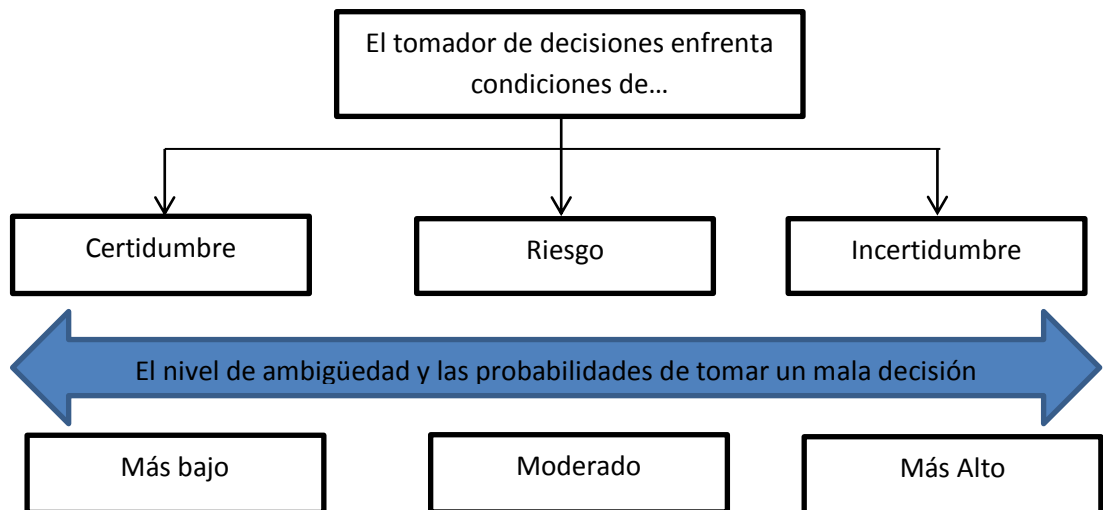 El tomador de decisiones enfrenta
condiciones de…
Certidumbre
Riesgo
Incertidumbre
El nivel de ambigüedad y las probabilidades de tomar un mala decisión
Más bajo
Moderado
Más Alto